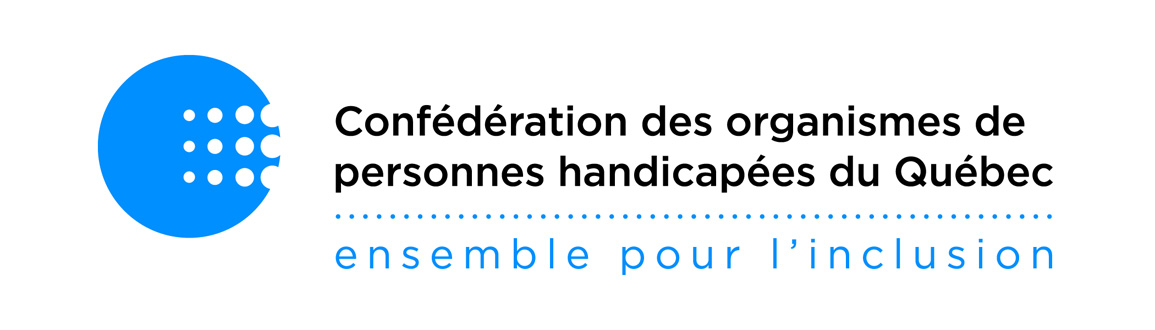 Confédération des organismes de
personnes handicapées du Québec
ensemble pour l'inclusion